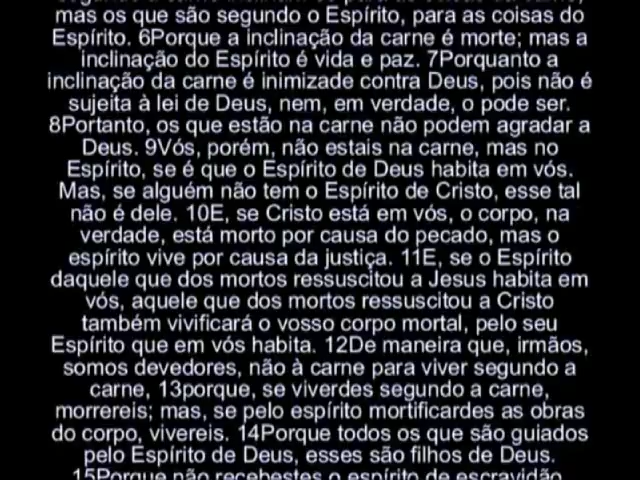 mas os que são segundo o Espírito, para as coisas do
Espírito. 6Porque a inclinação da carne é morte; mas a
inclinação do Espírito é vida e paz. 7Porquanto a
inclinação da carne é inimizade contra Deus, pois não é
sujeita à lei de Deus, nem, em verdade, o pode ser.
8Portanto, os que estão na carne não podem agradar a
Deus. 9Vós, porém, não estais na carne, mas no
Espírito, se é que o Espírito de Deus habita em vós.
Mas, se alguém não tem o Espírito de Cristo, esse tal
não é dele. 10E, se Cristo está em vós, o corpo, na
verdade, está morto por causa do pecado, mas o
espírito vive por causa da justiça. 11E, se o Espírito
daquele que dos mortos ressuscitou a Jesus habita em
vós, aquele que dos mortos ressuscitou a Cristo
também vivificará o vosso corpo mortal, pelo seu
Espírito que em vós habita. 12De maneira que, irmãos,
somos devedores, não à carne para viver segundo a
carne, 13porque, se viverdes segundo a carne,
morrereis; mas, se pelo espírito mortificardes as obras
do corpo, vivereis. 14Porque todos os que são guiados
pelo Espírito de Deus, esses são filhos de Deus.
15Porque não recebestes o espírito de escravidão,